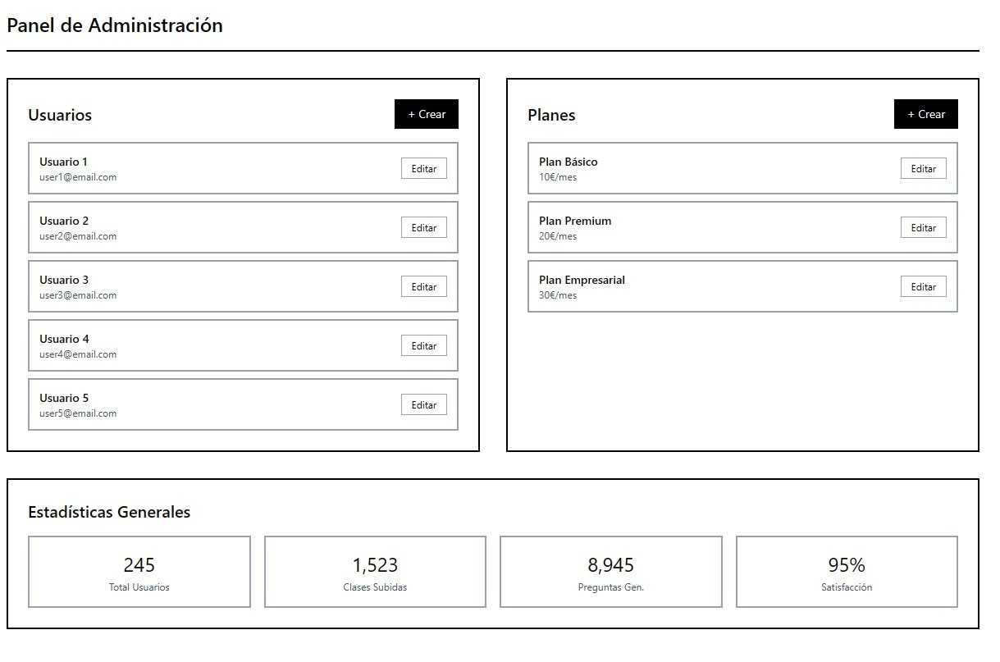 Panel de Administración
Usuarios
+ Crear
Usuario 1
user1@email.com
Editar
Usuario 2
user2@email.com
Editar
Usuario 3
user3@email.com
Editar
Usuario 4
user4@email.com
Editar
Usuario 5
user5@email.com
Editar
Planes
+ Crear
Plan Básico
10€/mes
Editar
Plan Premium
20€/mes
Editar
Plan Empresarial
30€/mes
Editar
Estadísticas Generales
245
Total Usuarios
1,523
Clases Subidas
8,945
Preguntas Gen.
95%
Satisfacción